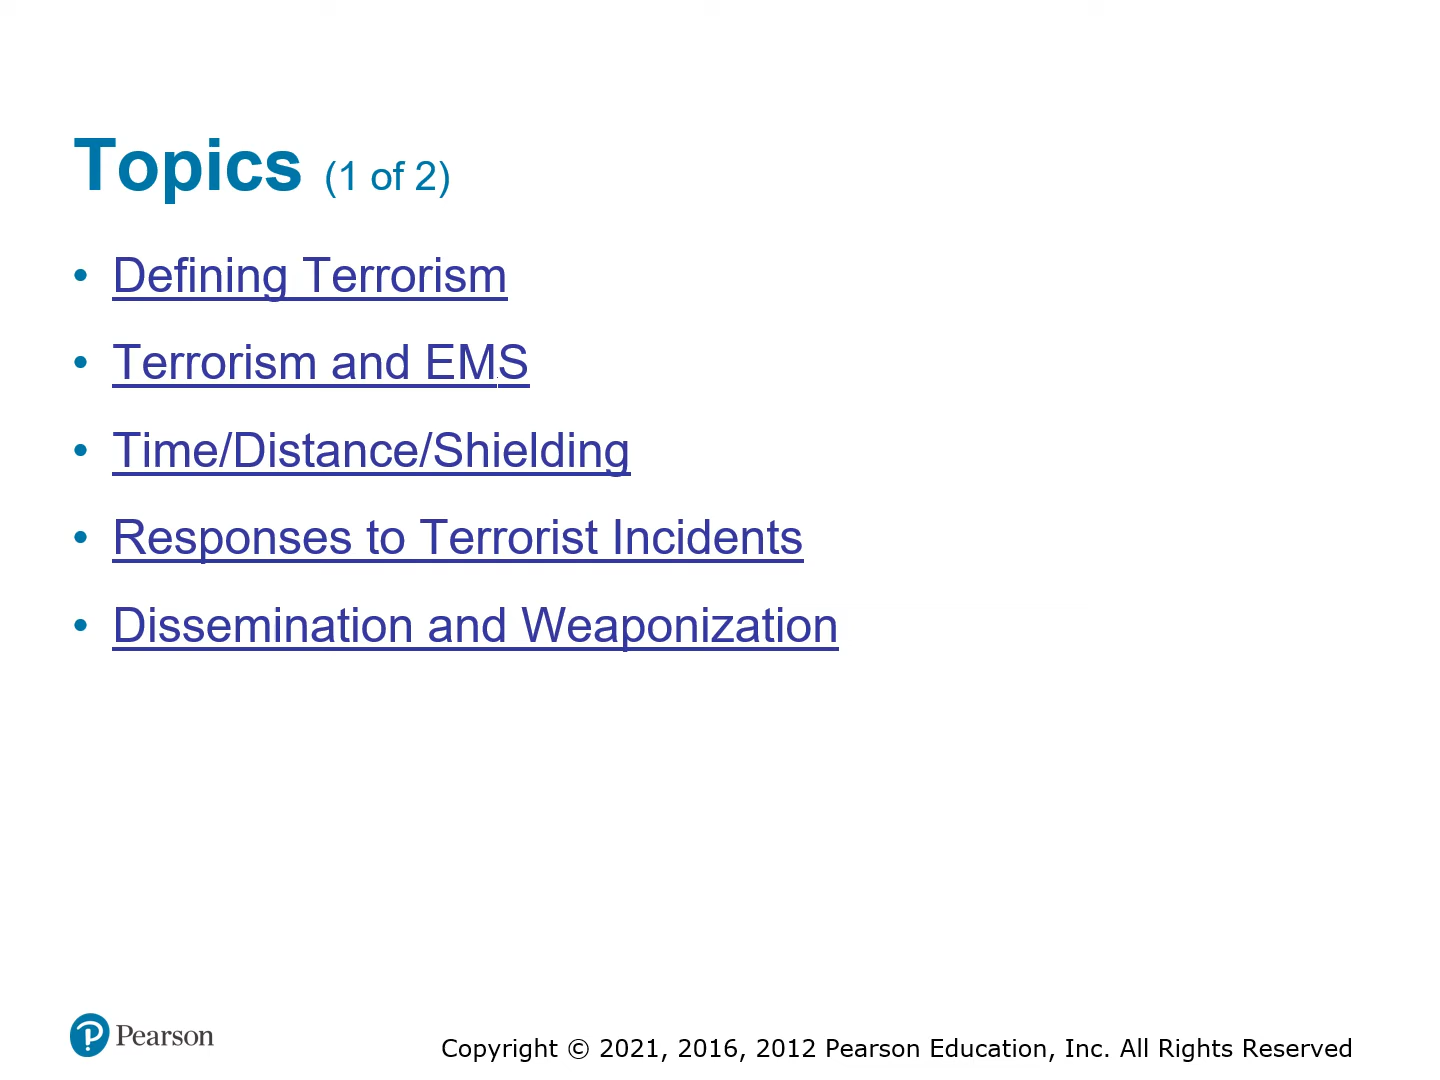 Topics (1 of 2)
• Defining Terrorism
• Terrorism and EMS
• Time/Distance/Shielding
• Responses to Terrorist Incidents
• Dissemination and Weaponization
Pearson
Copyright © 2021, 2016, 2012 Pearson Education, Inc. All Rights Reserved